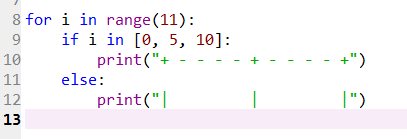 8 for i in range(11):
9     if i in [0, 5, 10]:
10         print("+ - - - - + - - - - +")
11     else:
12         print("|         |         |")
13